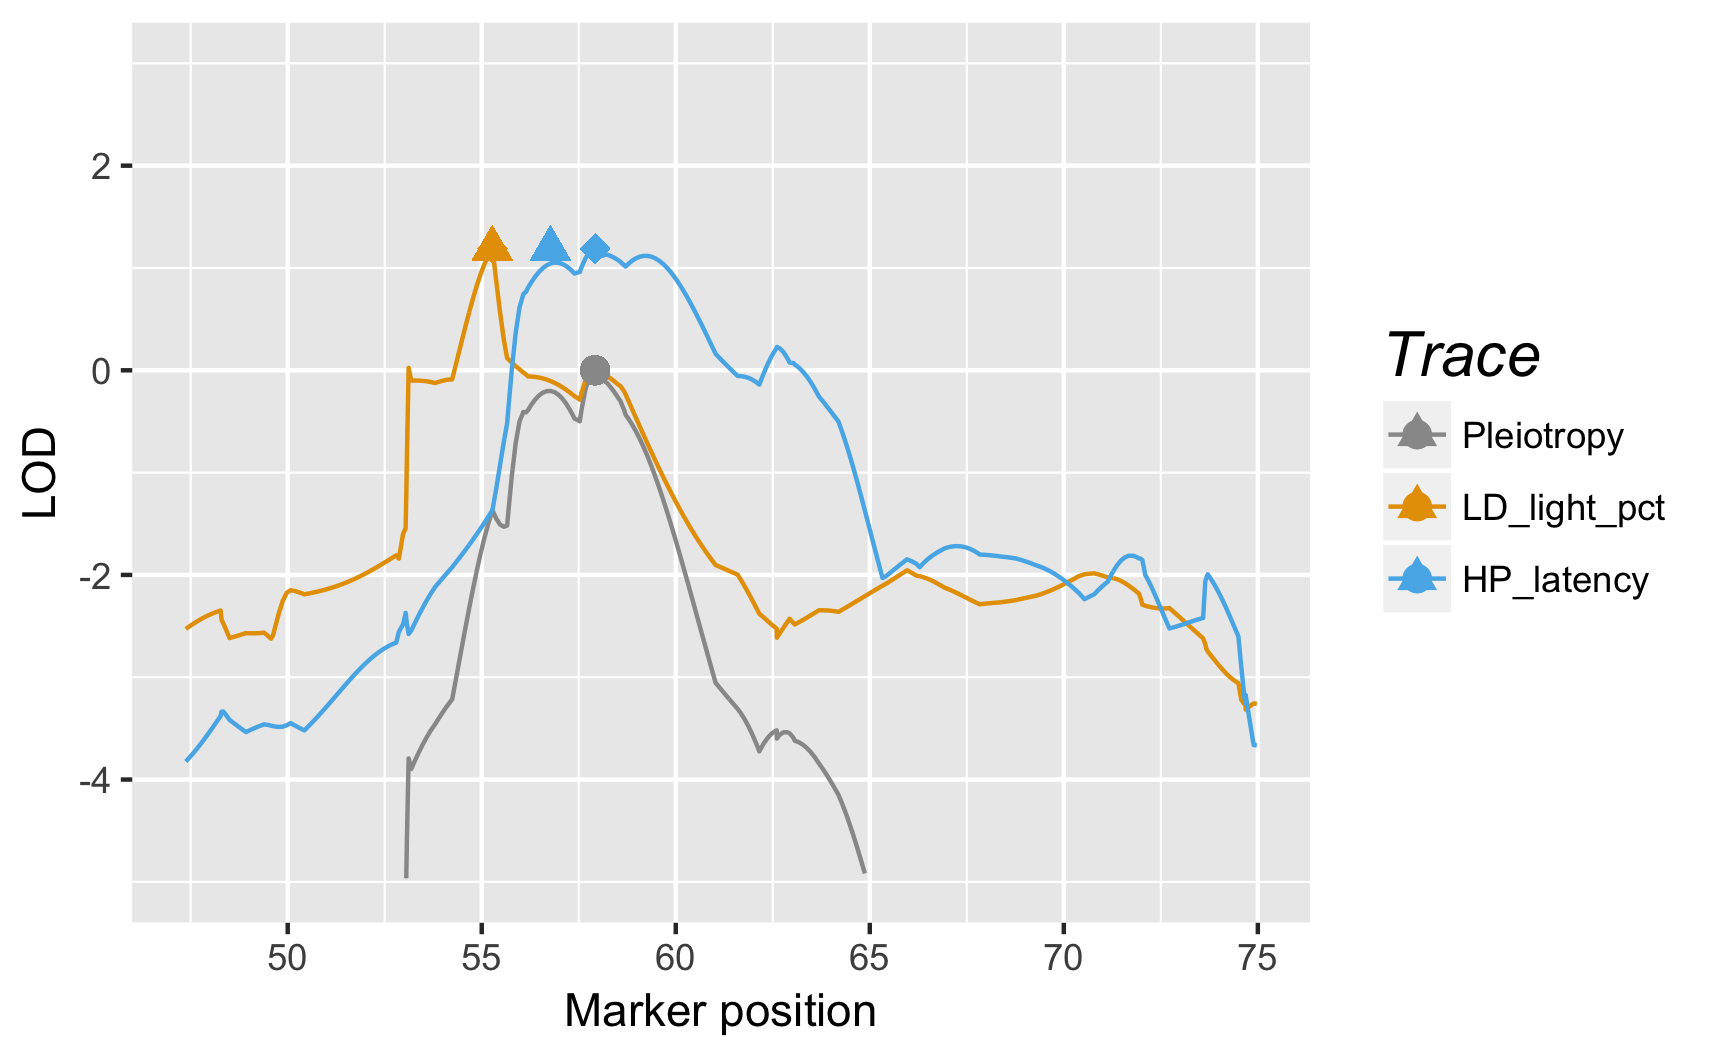 LOD
2
0
-2
-4
50 55 60 65 70 75
Marker position
Trace
Pleiotropy
LD_light_pct
HP_latency